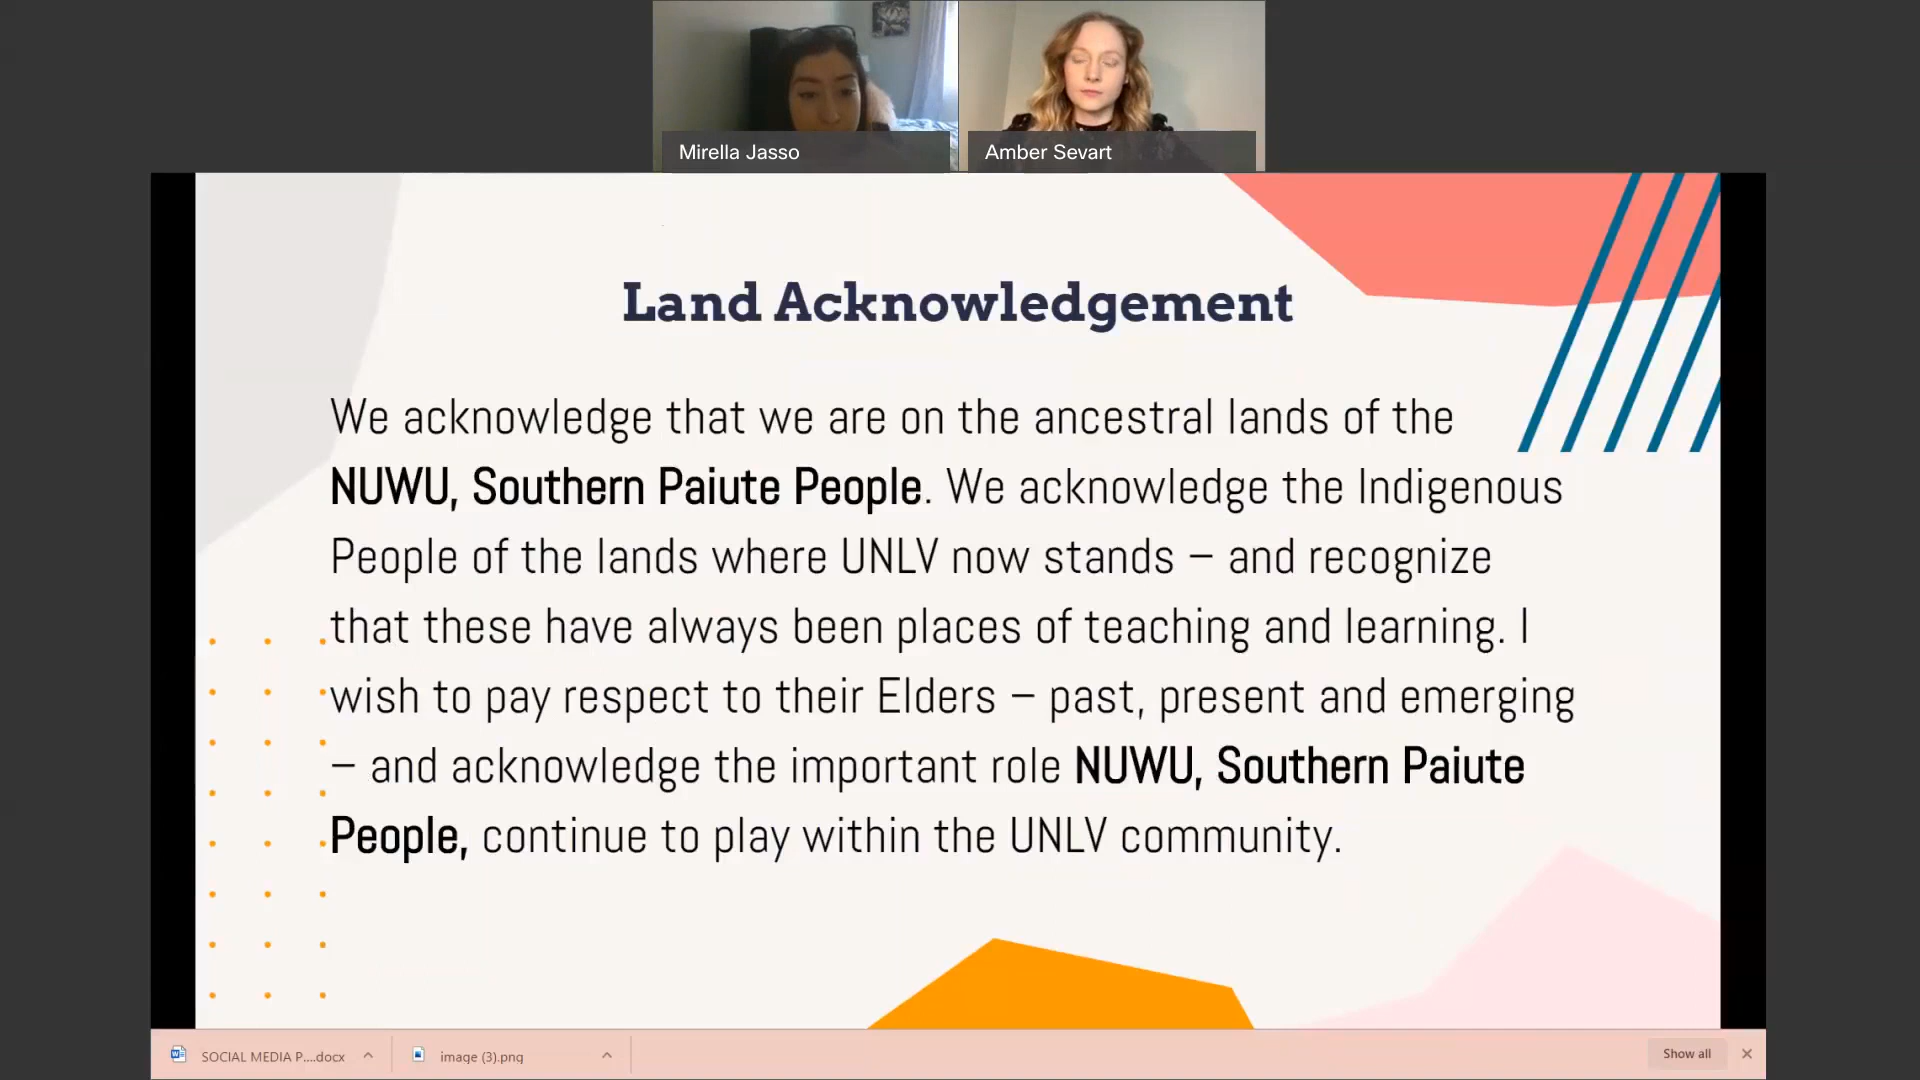 Mirella Jasso
Amber Sevart
Land Acknowledgement
We acknowledge that we are on the ancestral lands of the
NUWU, Southern Paiute People. We acknowledge the Indigenous
People of the lands where UNLV now stands – and recognize
that these have always been places of teaching and learning. I
wish to pay respect to their Elders – past, present and emerging
– and acknowledge the important role NUWU, Southern Paiute
People, continue to play within the UNLV community.
SOCIAL MEDIA P....docx
image (3).png
Show all